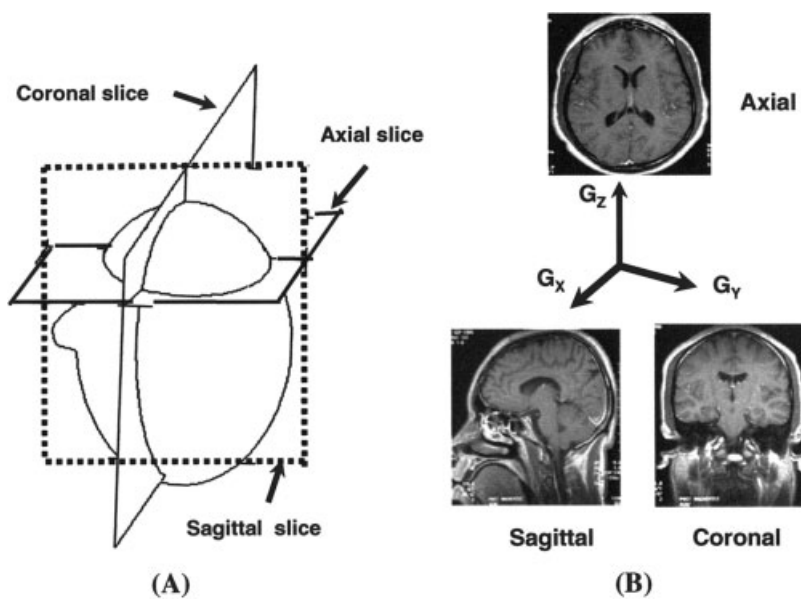 Coronal slice
Axial slice
Sagittal slice
(A)
Axial
G_Z
G_X
G_Y
Sagittal
Coronal
(B)